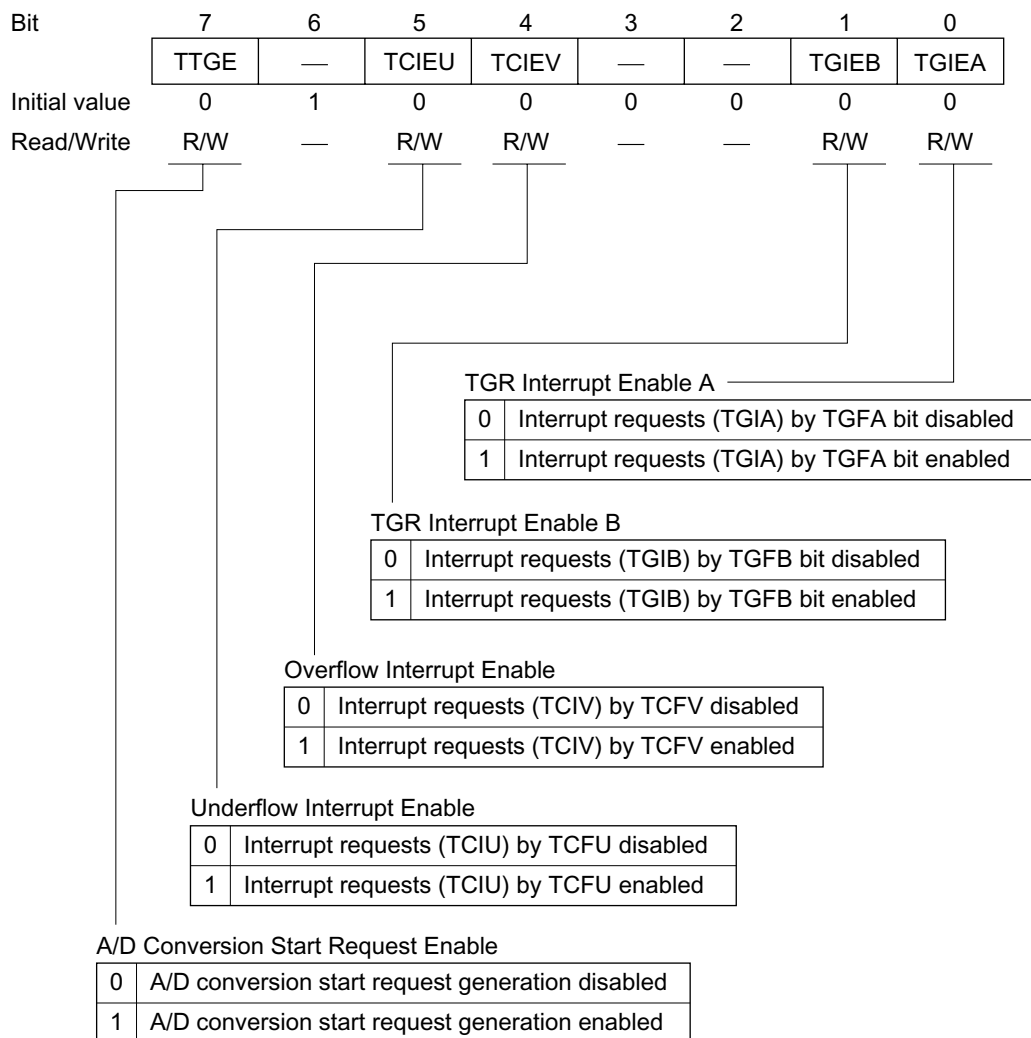 Bit 7 6 5 4 3 2 1 0
TTGE — TCIEU TCIEV — — TGIEB TGIEA
Initial value 0 1 0 0 0 0 0 0
Read/Write R/W — R/W R/W — — R/W R/W
TGR Interrupt Enable A
0 Interrupt requests (TGIA) by TGFA bit disabled
1 Interrupt requests (TGIA) by TGFA bit enabled
TGR Interrupt Enable B
0 Interrupt requests (TGIB) by TGFB bit disabled
1 Interrupt requests (TGIB) by TGFB bit enabled
Overflow Interrupt Enable
0 Interrupt requests (TCIV) by TCFV disabled
1 Interrupt requests (TCIV) by TCFV enabled
Underflow Interrupt Enable
0 Interrupt requests (TCIU) by TCFU disabled
1 Interrupt requests (TCIU) by TCFU enabled
A/D Conversion Start Request Enable
0 A/D conversion start request generation disabled
1 A/D conversion start request generation enabled